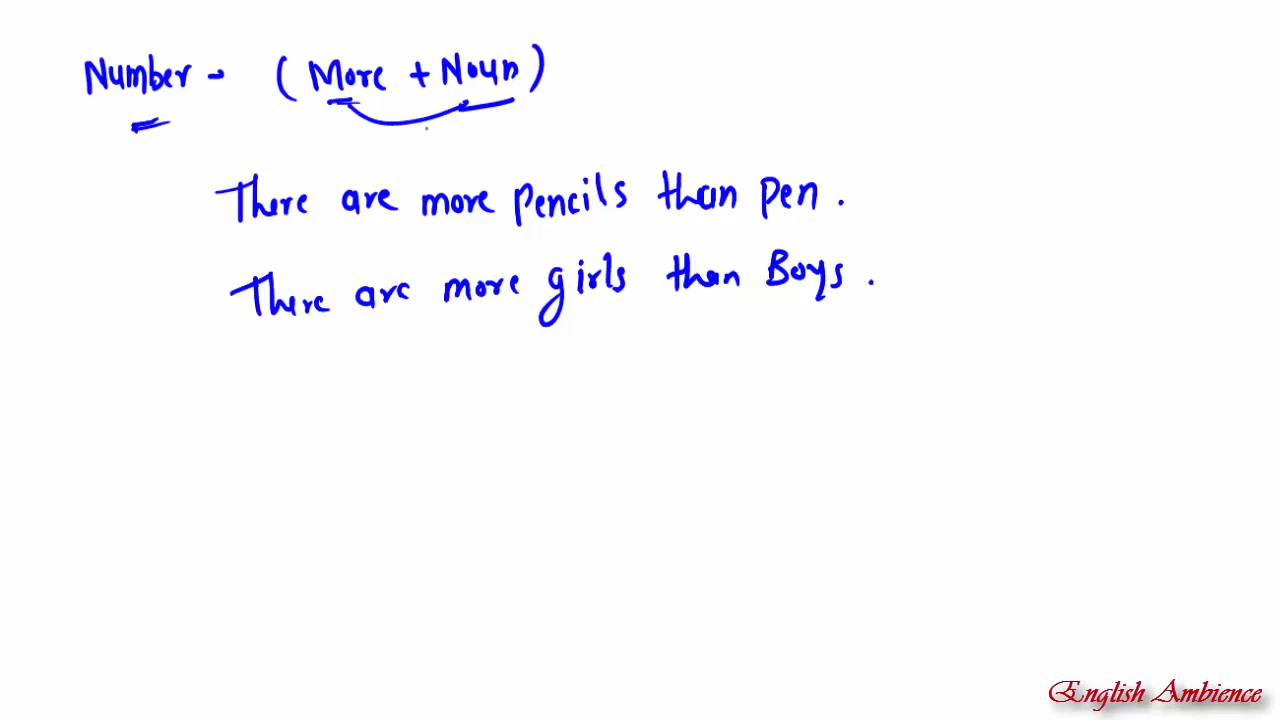 Number - (More + Noun)
There are more pencils than pen.
There are more girls than Boys.
English Ambience